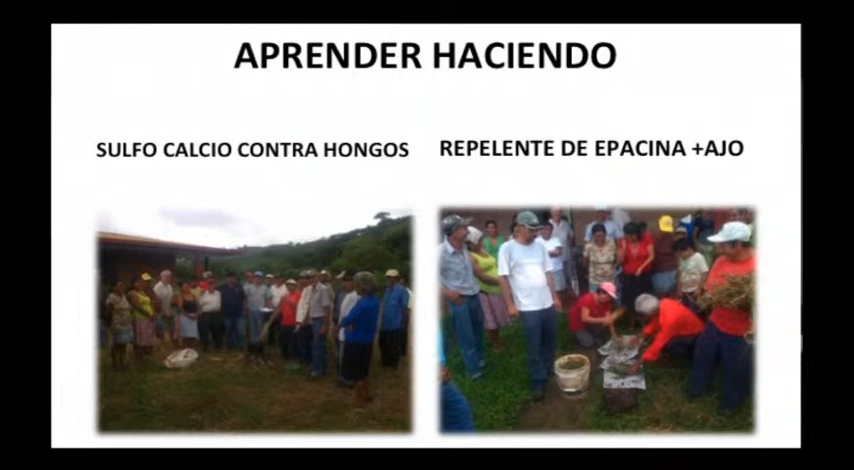 APRENDER HACIENDO
SULFO CALCIO CONTRA HONGOS
REPELENTE DE EPACINA +AJO